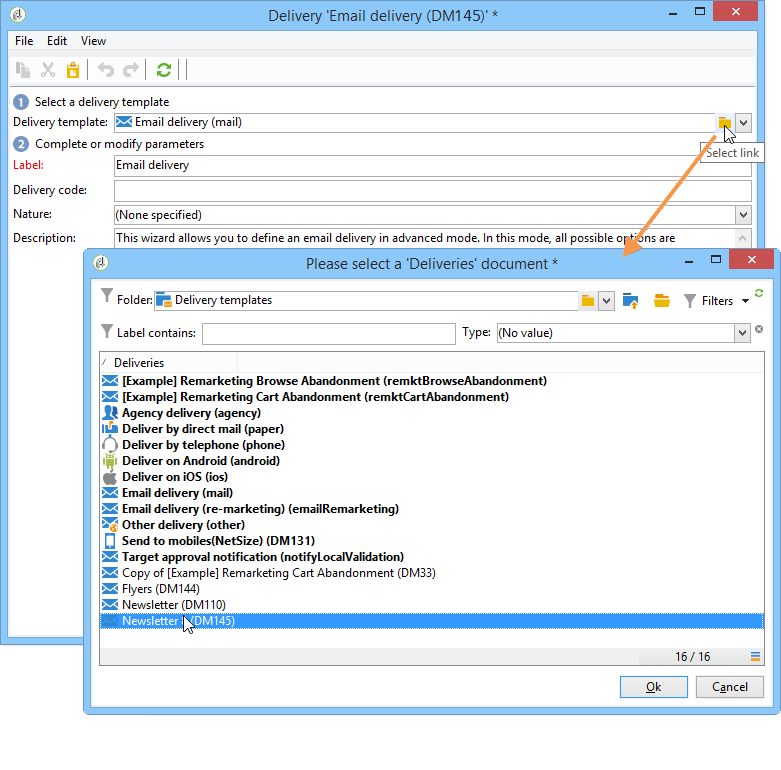 Delivery 'Email delivery (DM145)' *
File Edit View
1 Select a delivery template
Delivery template: Email delivery (mail)
2 Complete or modify parameters
Select link
Label: Email delivery
Delivery code:
Nature: (None specified)
Description: This wizard allows you to define an email delivery in advanced mode. In this mode, all possible options are
Please select a 'Deliveries' document *
Folder: Delivery templates Filters
Label contains: Type: (No value)
Deliveries
[Example] Remarketing Browse Abandonment (remktBrowseAbandonment)
[Example] Remarketing Cart Abandonment (remktCartAbandonment)
Agency delivery (agency)
Deliver by direct mail (paper)
Deliver by telephone (phone)
Deliver on Android (android)
Deliver on iOS (ios)
Email delivery (mail)
Email delivery (re-marketing) (emailRemarketing)
Other delivery (other)
Send to mobiles(NetSize) (DM131)
Target approval notification (notifyLocalValidation)
Copy of [Example] Remarketing Cart Abandonment (DM33)
Flyers (DM144)
Newsletter (DM110)
Newsletter (DM145)
16 / 16
Ok Cancel